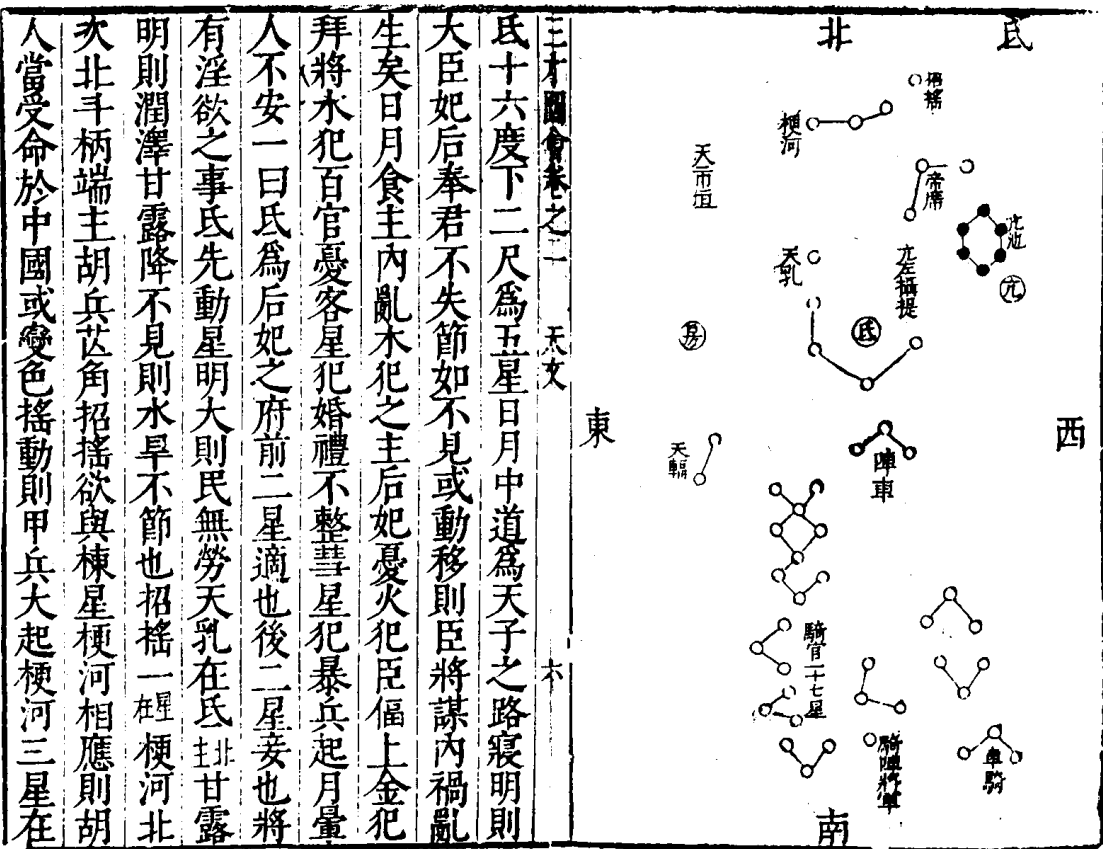 氐
北
招搖
梗河
帝席
亢池
亢
天市垣
亢左攝提
天乳
氐
房
西
東
陣車
天輻
騎官二十七星
騎陣將軍
車騎
南
三才圖會卷之二 天文 六
氐十六度下二尺爲五星日月中道爲天子之路寢明則
大臣妃后奉君不失節如不見或動移則臣將謀內禍亂
生矣日月食主內亂木犯之主后妃憂火犯臣偪上金犯
拜將水犯百官憂客星犯婚禮不整彗星犯暴兵起月暈
人不安一曰氐爲后妃之府前二星適也後二星妾也將
有淫欲之事氐先動星明大則民無勞天乳在氐北主甘露
明則潤澤甘露降不見則水旱不節也招搖一星在梗河北
次北斗柄端主胡兵芒角招搖欲與棟星梗河相應則胡
人當受命於中國或變色搖動則甲兵大起梗河三星在